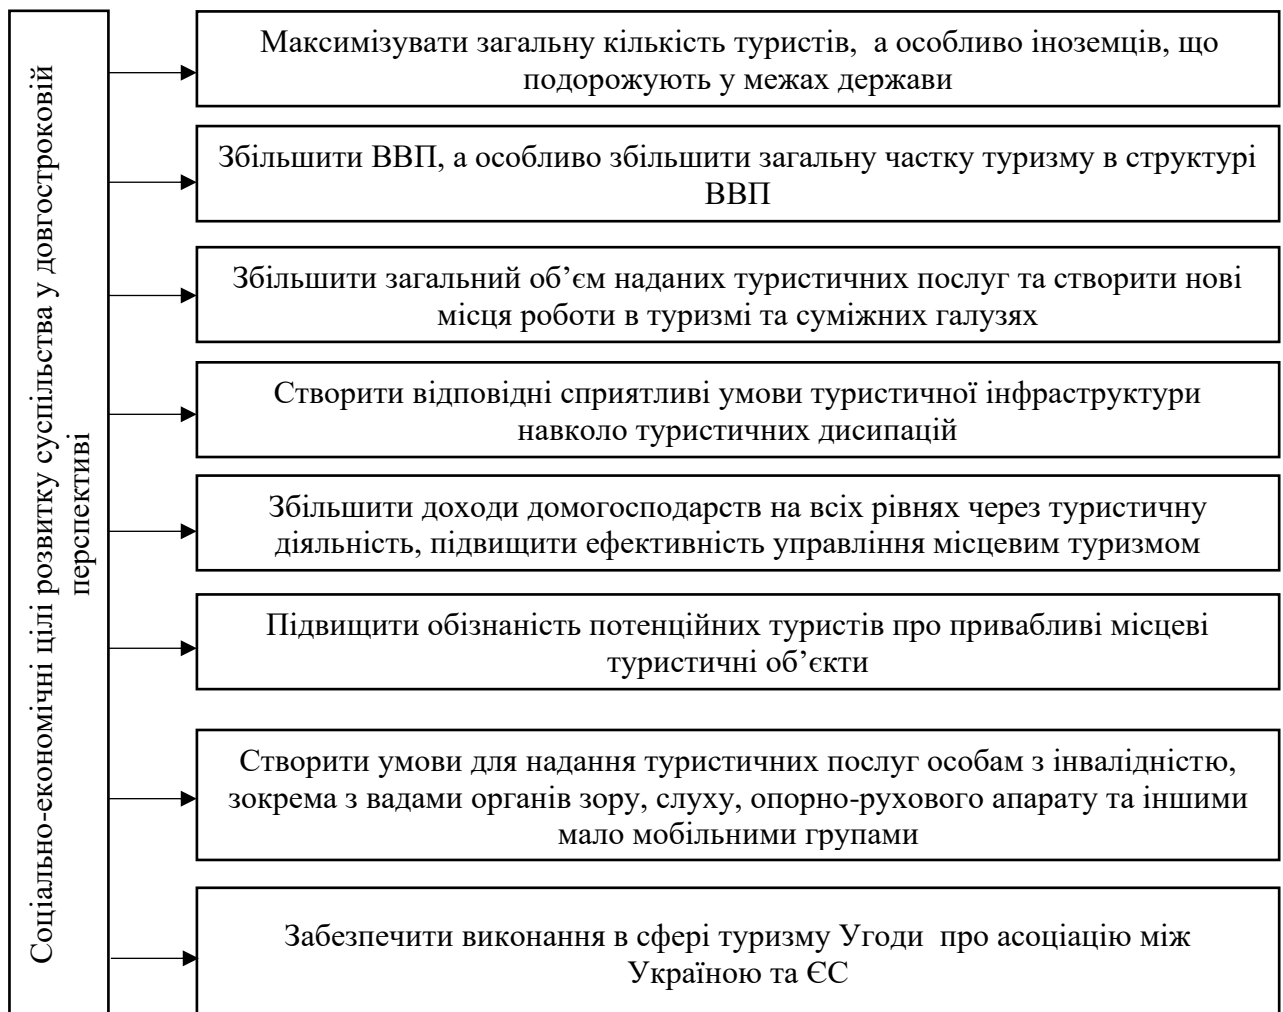 Соціально-економічні цілі розвитку суспільства у довгостроковій
перспективі
Максимізувати загальну кількість туристів,  а особливо іноземців, що
подорожують у межах держави
Збільшити ВВП, а особливо збільшити загальну частку туризму в структурі
ВВП
Збільшити загальний об’єм наданих туристичних послуг та створити нові
місця роботи в туризмі та суміжних галузях
Створити відповідні сприятливі умови туристичної інфраструктури
навколо туристичних дисипацій
Збільшити доходи домогосподарств на всіх рівнях через туристичну
діяльність, підвищити ефективність управління місцевим туризмом
Підвищити обізнаність потенційних туристів про привабливі місцеві
туристичні об’єкти
Створити умови для надання туристичних послуг особам з інвалідністю,
зокрема з вадами органів зору, слуху, опорно-рухового апарату та іншими
мало мобільними групами
Забезпечити виконання в сфері туризму Угоди  про асоціацію між
Україною та ЄС